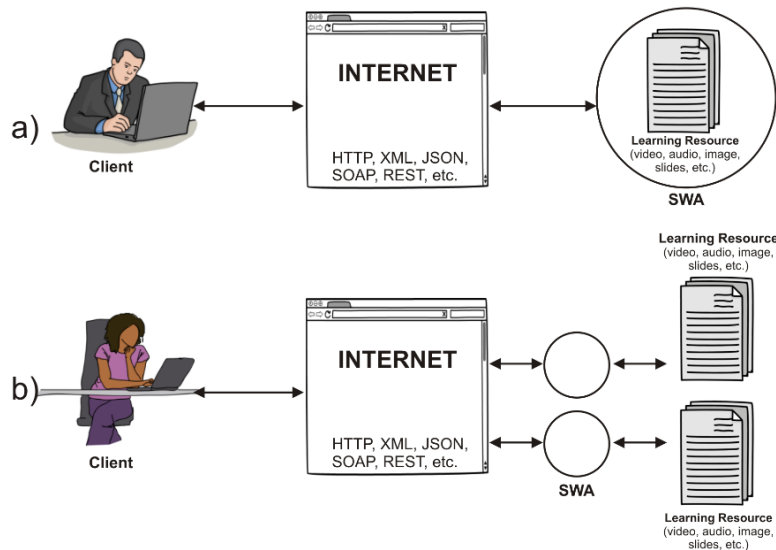 a)
Client
INTERNET
HTTP, XML, JSON,
SOAP, REST, etc.
Learning Resource
(video, audio, image,
slides, etc.)
SWA
b)
Client
INTERNET
HTTP, XML, JSON,
SOAP, REST, etc.
SWA
Learning Resource
(video, audio, image,
slides, etc.)
Learning Resource
(video, audio, image,
slides, etc.)